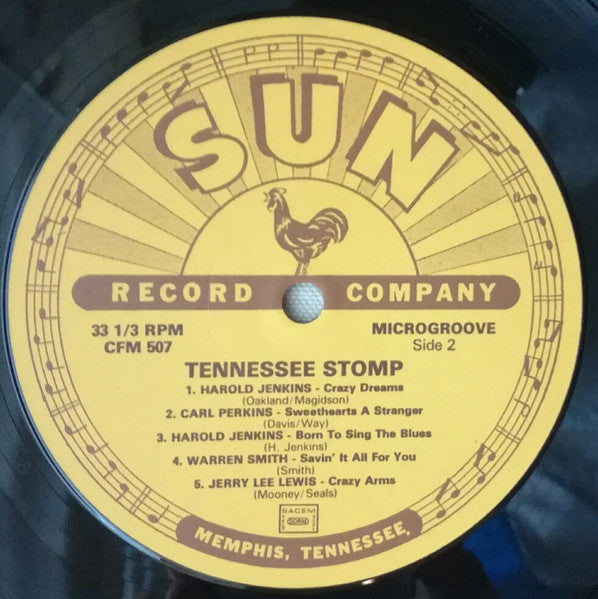 SUN
RECORD COMPANY
33 1/3 RPM MICROGROOVE
CFM 507 Side 2
TENNESSEE STOMP
1. HAROLD JENKINS - Crazy Dreams
(Oakland/Magidson)
2. CARL PERKINS - Sweethearts A Stranger
(Davis/Way)
3. HAROLD JENKINS - Born To Sing The Blues
(H. Jenkins)
4. WARREN SMITH - Savin' It All For You
(Smith)
5. JERRY LEE LEWIS - Crazy Arms
(Mooney/Seals)
SACEM
SDRM
MEMPHIS, TENNESSEE.